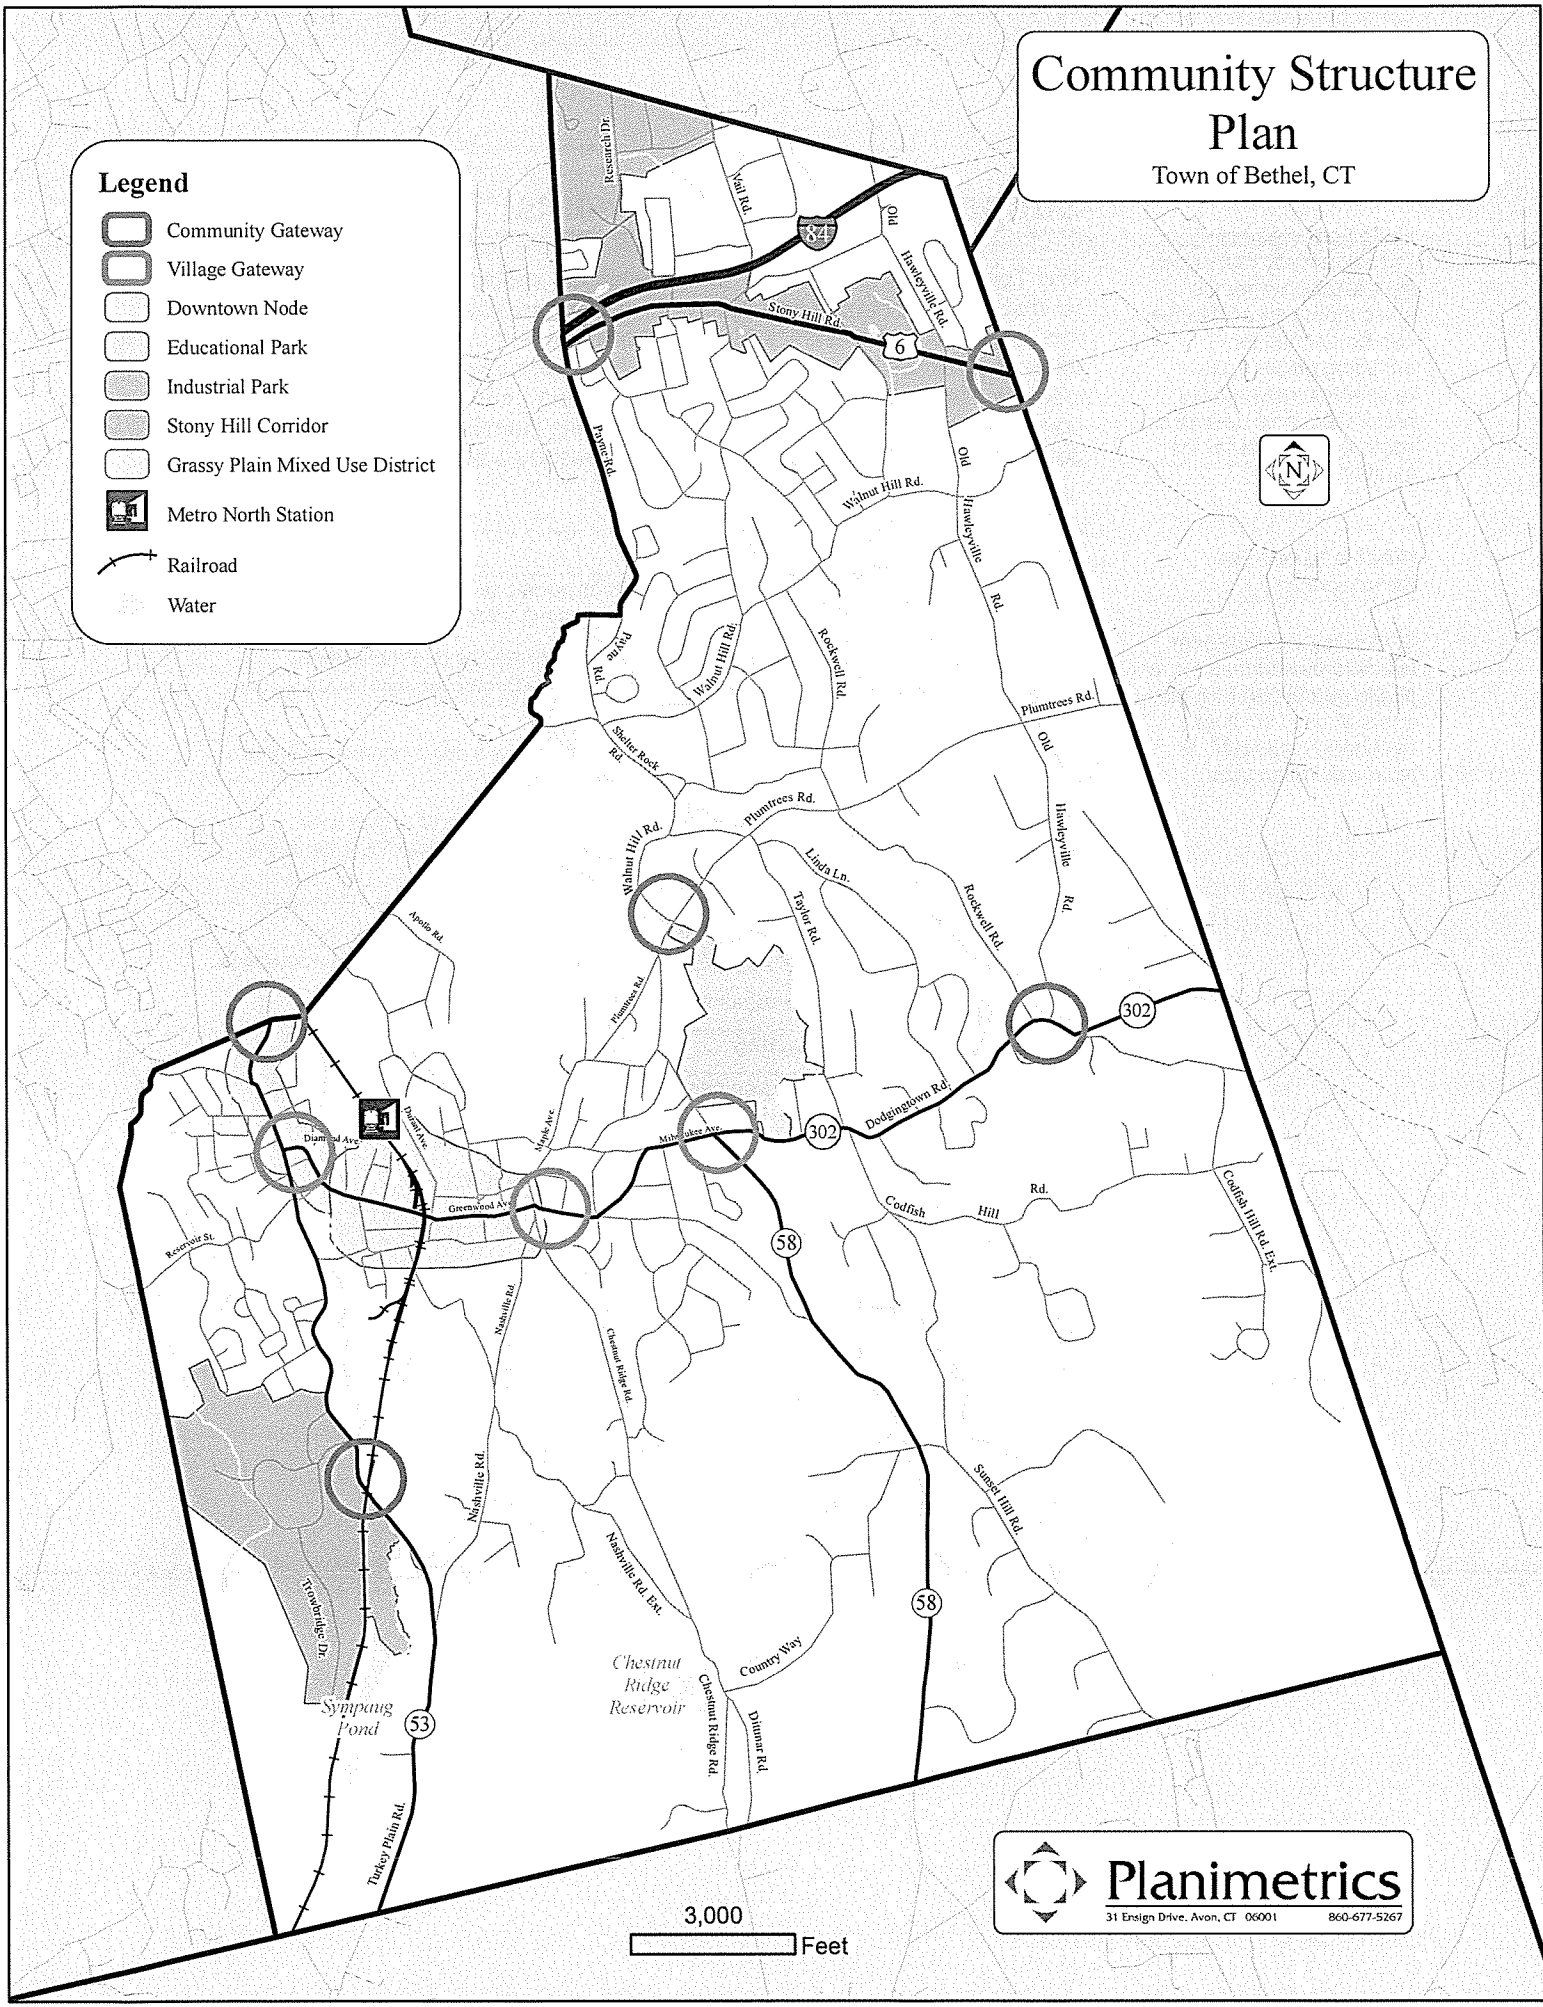 Community Structure
Plan
Town of Bethel, CT
Legend
Community Gateway
Village Gateway
Downtown Node
Educational Park
Industrial Park
Stony Hill Corridor
Grassy Plain Mixed Use District
Metro North Station
Railroad
Water
Research Dr.
Vail Rd.
84
Old
Hawleyville Rd.
Stony Hill Rd.
6
N
Payne Rd.
Old
Hawleyville
Rd.
Walnut Hill Rd.
Payne
Rd.
Walnut Hill Rd.
Rockwell Rd.
Plumtrees Rd.
Shelter Rock
Rd.
Old
Hawleyville
Rd.
Plumtrees Rd.
Walnut Hill Rd.
Linda Ln.
Taylor Rd.
Rockwell Rd.
Apollo Rd.
Plumtrees Rd.
302
Diamond Ave.
Durant Ave.
Maple Ave.
Milwaukee Ave.
302
Dodgingtown Rd.
Greenwood Ave.
Reservoir St.
58
Codfish
Hill
Rd.
Codfish Hill Rd. Ext.
Nashville Rd.
Chestnut Ridge Rd.
Nashville Rd.
Sunset Hill Rd.
Nashville Rd. Ext.
Trowbridge Dr.
58
Country Way
Chestnut
Ridge
Reservoir
Chestnut Ridge Rd.
Dittmar Rd.
Sympaug
Pond
53
Turkey Plain Rd.
3,000
Feet
Planimetrics
31 Ensign Drive, Avon, CT 06001 860-677-5267